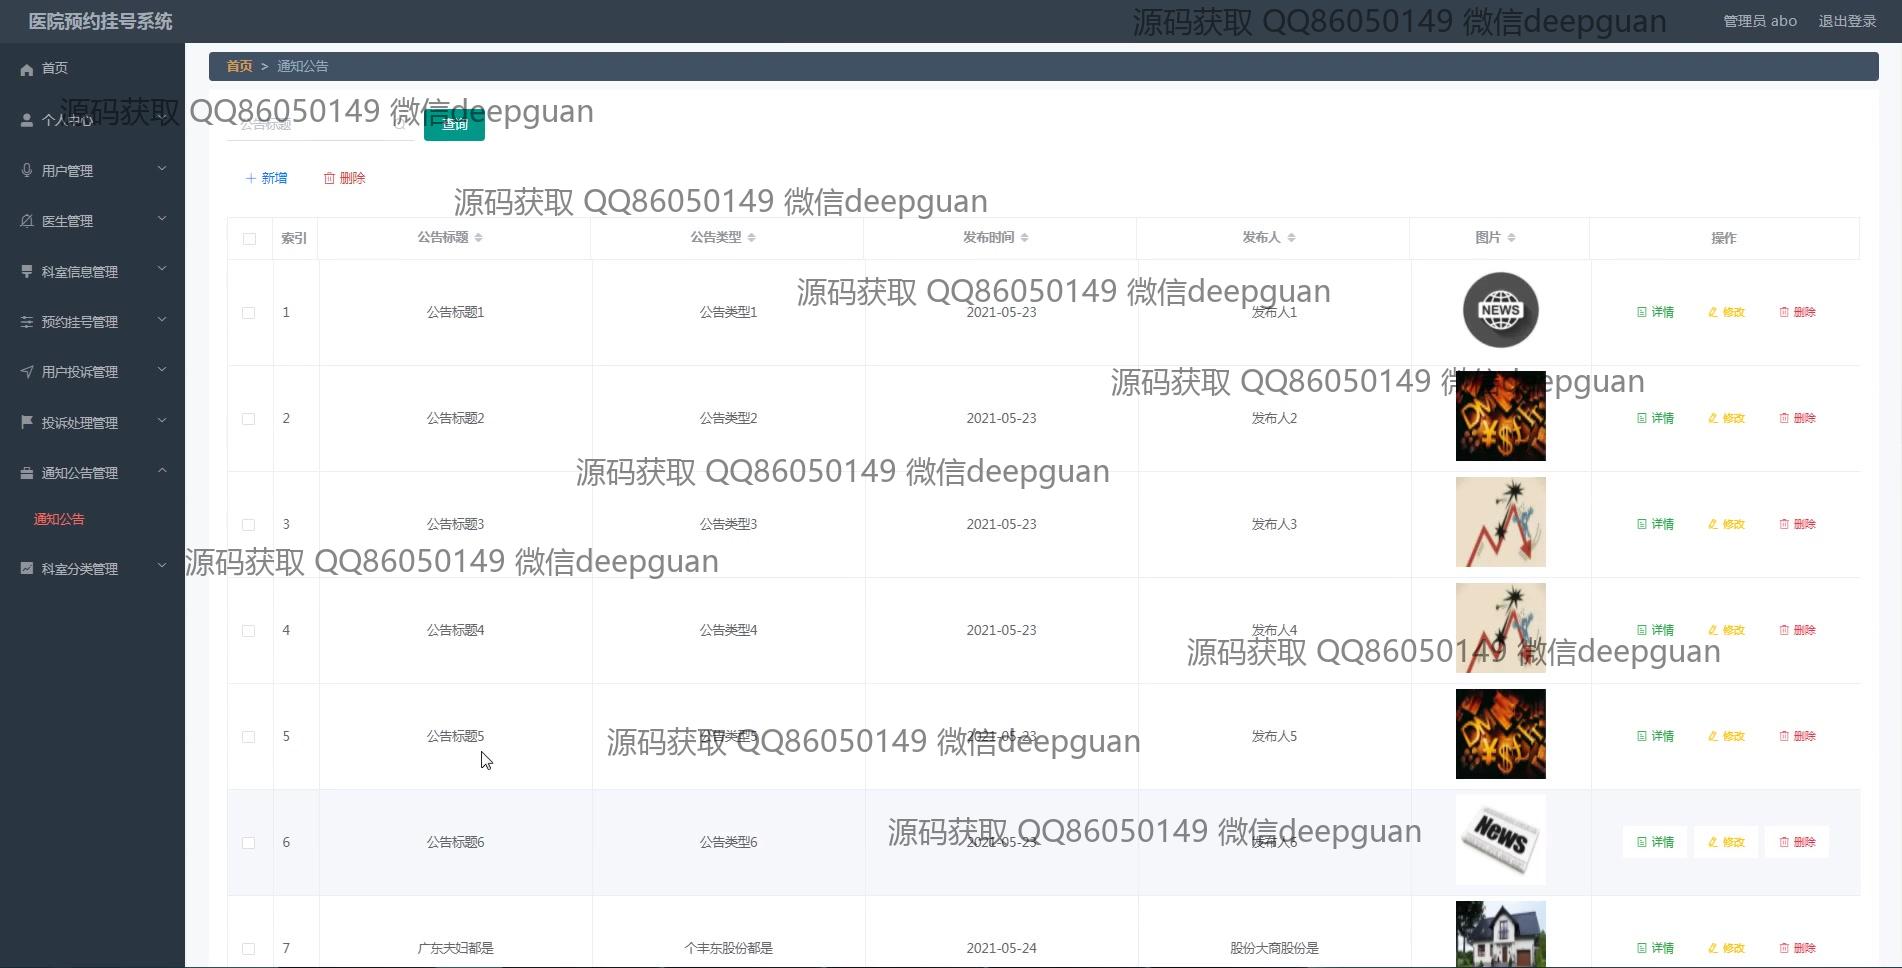 医院预约挂号系统
源码获取 QQ86050149 微信deepguan
管理员 abo 退出登录
首页
个人中心
用户管理
医生管理
科室信息管理
预约挂号管理
用户投诉管理
投诉处理管理
通知公告管理
通知公告
科室分类管理
首页 > 通知公告
源码获取 QQ86050149 微信deepguan
公告标题
查询
新增 删除
源码获取 QQ86050149 微信deepguan
索引 公告标题 公告类型 发布时间 发布人 图片 操作
源码获取 QQ86050149 微信deepguan
1 公告标题1 公告类型1 2021-05-23 发布人1 NEWS 详情 修改 删除
源码获取 QQ86050149 微信deepguan
2 公告标题2 公告类型2 2021-05-23 发布人2 详情 修改 删除
源码获取 QQ86050149 微信deepguan
3 公告标题3 公告类型3 2021-05-23 发布人3 详情 修改 删除
源码获取 QQ86050149 微信deepguan
4 公告标题4 公告类型4 2021-05-23 发布人4 详情 修改 删除
源码获取 QQ86050149 微信deepguan
5 公告标题5 公告类型5 2021-05-23 发布人5 详情 修改 删除
源码获取 QQ86050149 微信deepguan
6 公告标题6 公告类型6 2021-05-23 发布人6 News 详情 修改 删除
源码获取 QQ86050149 微信deepguan
7 广东夫妇都是 个丰东股份都是 2021-05-24 股份大商股份是 详情 修改 删除